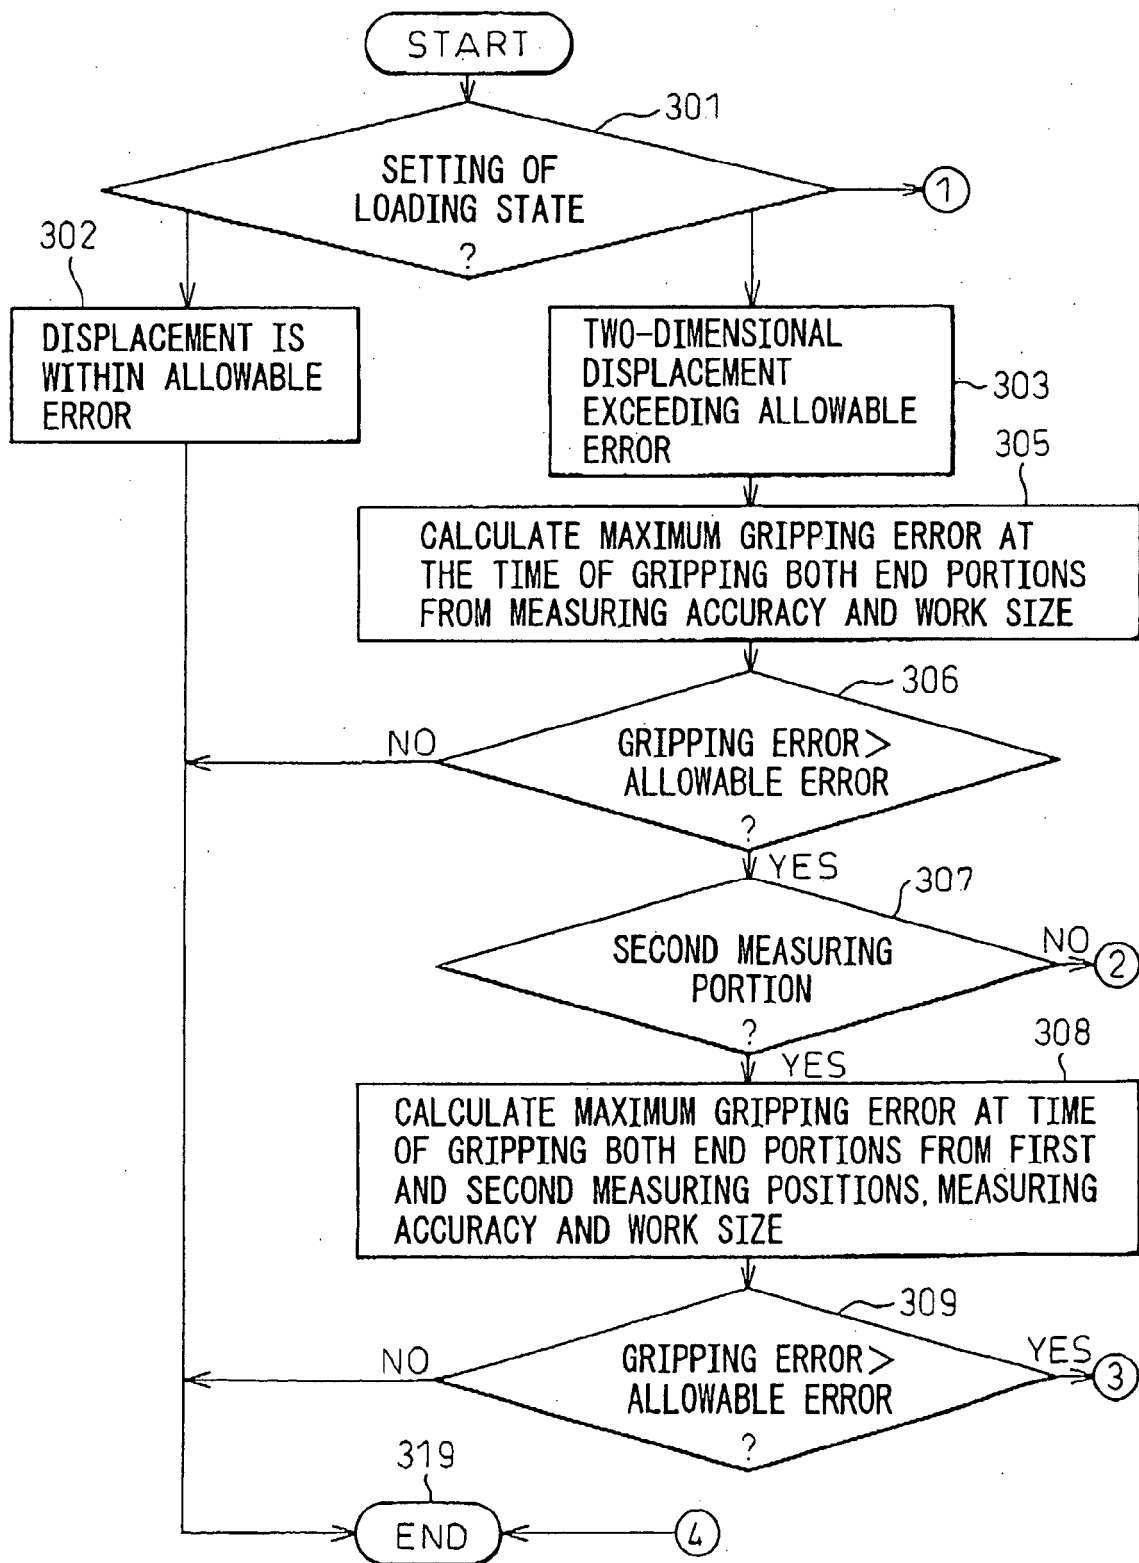 START
301
SETTING OF
LOADING STATE
?
1
302
DISPLACEMENT IS
WITHIN ALLOWABLE
ERROR
TWO-DIMENSIONAL
DISPLACEMENT
EXCEEDING ALLOWABLE
ERROR
303
305
CALCULATE MAXIMUM GRIPPING ERROR AT
THE TIME OF GRIPPING BOTH END PORTIONS
FROM MEASURING ACCURACY AND WORK SIZE
306
NO
GRIPPING ERROR>
ALLOWABLE ERROR
?
YES
307
SECOND MEASURING
PORTION
?
NO
2
YES
308
CALCULATE MAXIMUM GRIPPING ERROR AT TIME
OF GRIPPING BOTH END PORTIONS FROM FIRST
AND SECOND MEASURING POSITIONS, MEASURING
ACCURACY AND WORK SIZE
309
NO
GRIPPING ERROR>
ALLOWABLE ERROR
?
YES
3
319
END
4